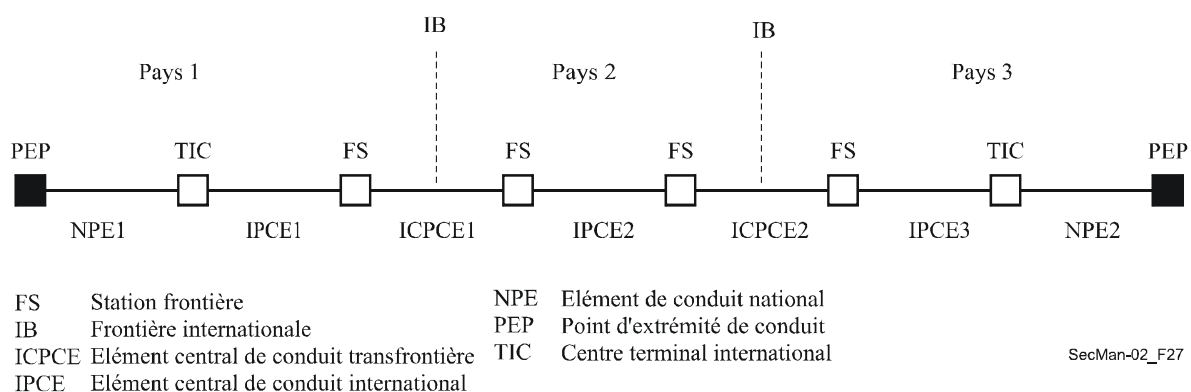 IB IB
Pays 1 Pays 2 Pays 3
PEP TIC FS FS FS FS TIC PEP
NPE1 IPCE1 ICPCE1 IPCE2 ICPCE2 IPCE3 NPE2
FS Station frontière
IB Frontière internationale
ICPCE Elément central de conduit transfrontière
IPCE Elément central de conduit international
NPE Elément de conduit national
PEP Point d'extrémité de conduit
TIC Centre terminal international
SecMan-02_F27